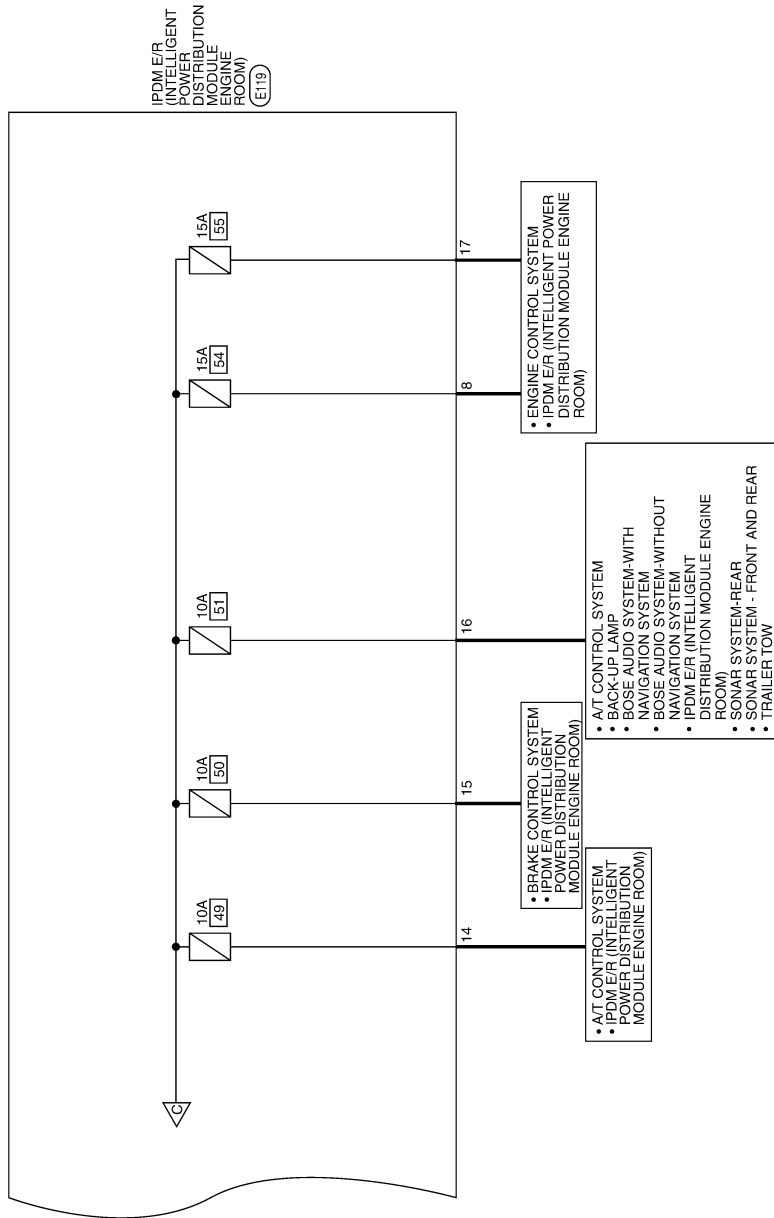 IPDM E/R
(INTELLIGENT
POWER
DISTRIBUTION
MODULE
ENGINE
ROOM)
E119
C
10A
49
10A
50
10A
51
15A
54
15A
55
14
15
16
8
17
• A/T CONTROL SYSTEM
• IPDM E/R (INTELLIGENT
POWER DISTRIBUTION
MODULE ENGINE ROOM)
• BRAKE CONTROL SYSTEM
• IPDM E/R (INTELLIGENT
POWER DISTRIBUTION
MODULE ENGINE ROOM)
• A/T CONTROL SYSTEM
• BACK-UP LAMP
• BOSE AUDIO SYSTEM-WITH
NAVIGATION SYSTEM
• BOSE AUDIO SYSTEM-WITHOUT
NAVIGATION SYSTEM
• IPDM E/R (INTELLIGENT
DISTRIBUTION MODULE ENGINE
ROOM)
• SONAR SYSTEM-REAR
• SONAR SYSTEM - FRONT AND REAR
• TRAILER TOW
• ENGINE CONTROL SYSTEM
• IPDM E/R (INTELLIGENT POWER
DISTRIBUTION MODULE ENGINE
ROOM)